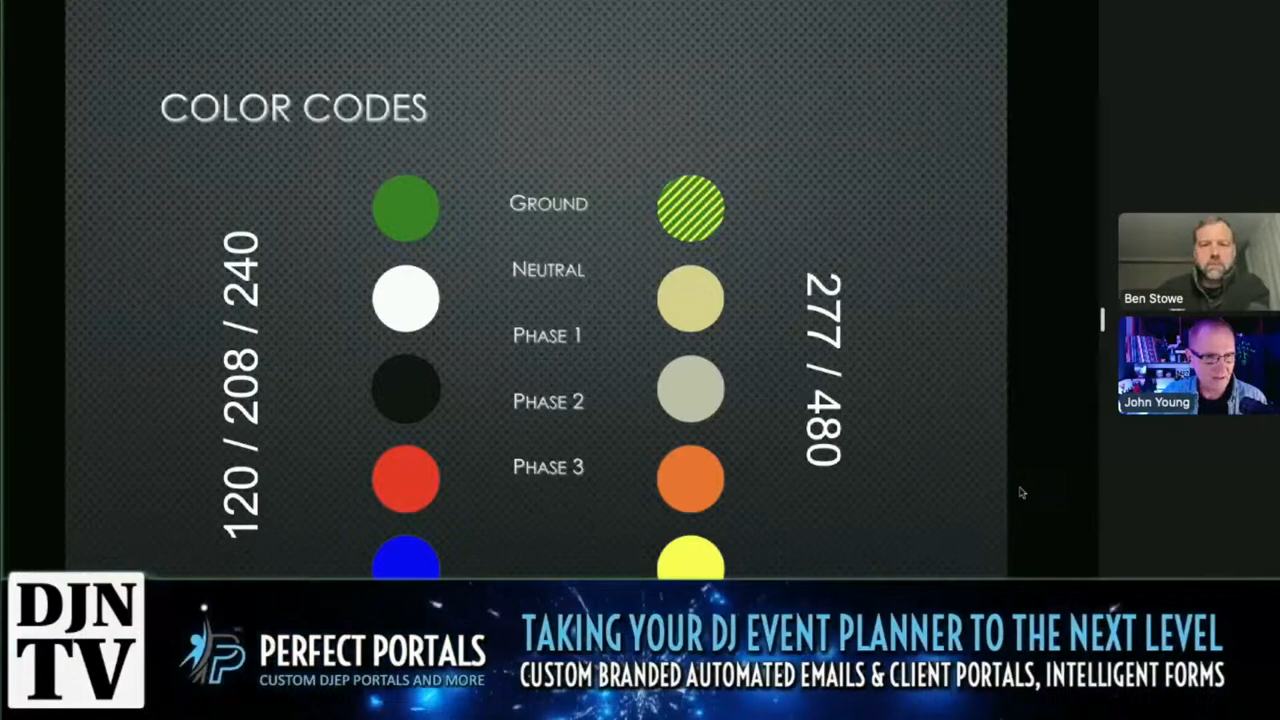 COLOR CODES
120 / 208 / 240
GROUND
NEUTRAL
PHASE 1
PHASE 2
PHASE 3
277 / 480
Ben Stowe
John Young
DJN
TV
PERFECT PORTALS
CUSTOM DJEP PORTALS AND MORE
TAKING YOUR DJ EVENT PLANNER TO THE NEXT LEVEL
CUSTOM BRANDED AUTOMATED EMAILS & CLIENT PORTALS, INTELLIGENT FORMS